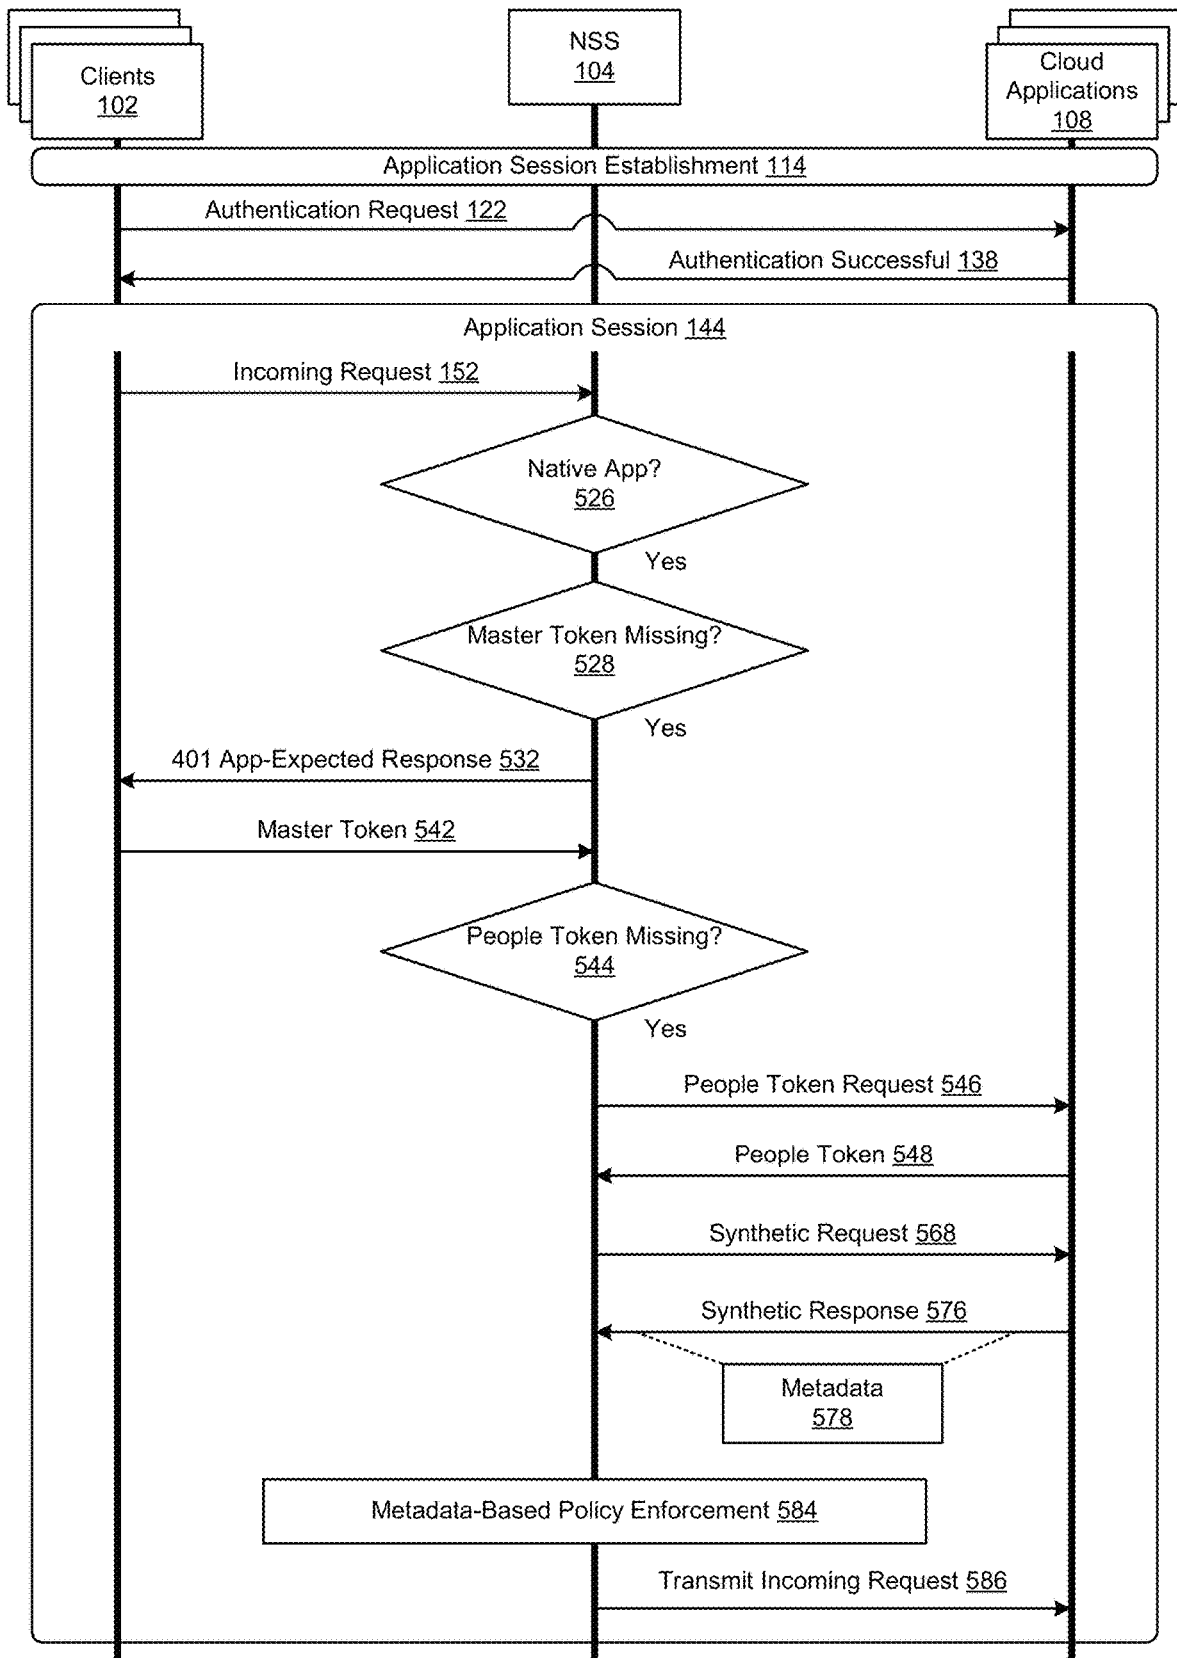 Clients
102
NSS
104
Cloud
Applications
108
Application Session Establishment 114
Authentication Request 122
Authentication Successful 138
Application Session 144
Incoming Request 152
Native App?
526
Yes
Master Token Missing?
528
Yes
401 App-Expected Response 532
Master Token 542
People Token Missing?
544
Yes
People Token Request 546
People Token 548
Synthetic Request 568
Synthetic Response 576
Metadata
578
Metadata-Based Policy Enforcement 584
Transmit Incoming Request 586